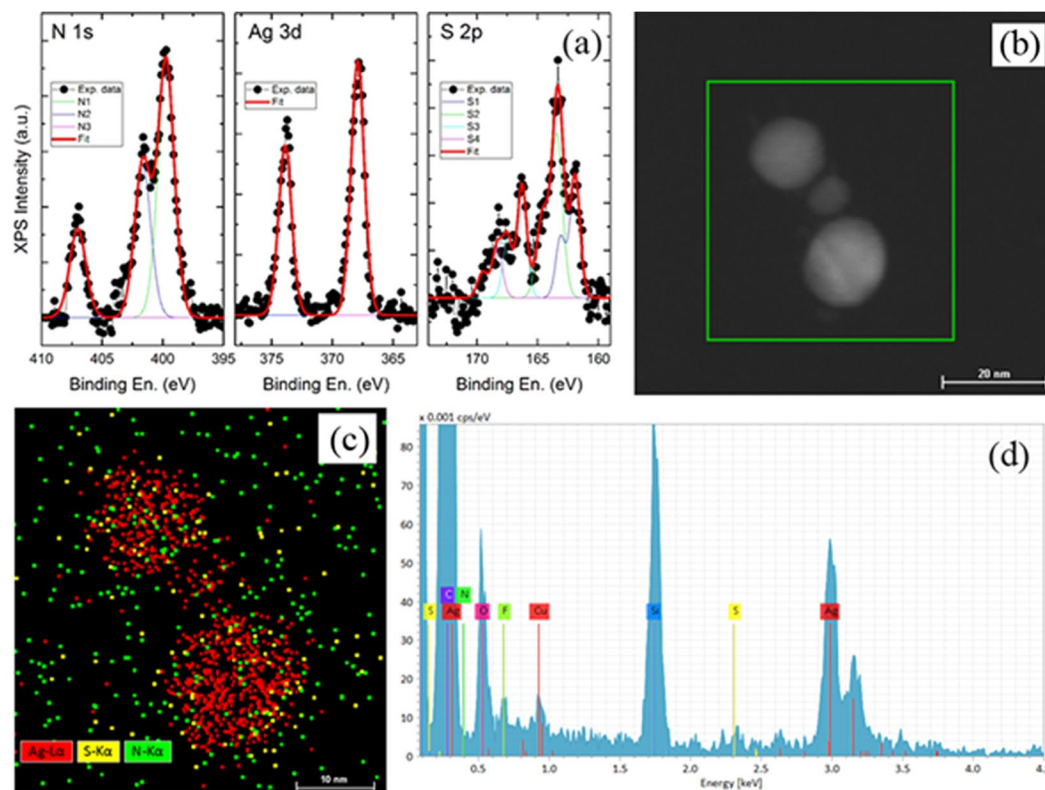 N 1s
Exp. data
N1
N2
N3
Fit
Ag 3d
Exp. data
Fit
S 2p
(a)
Exp. data
S1
S2
S3
S4
Fit
XPS Intensity (a.u.)
410 405 400 395
375 370 365
170 165 160
Binding En. (eV)
Binding En. (eV)
Binding En. (eV)
(b)
20 nm
(c)
Ag-Lα
S-Kα
N-Kα
10 nm
x 0.001 cps/eV
(d)
80
70
60
50
40
30
20
10
0
C N
S Ag O F Cu Si S Ag
0.5 1.0 1.5 2.0 2.5 3.0 3.5 4.0 4.5
Energy [keV]